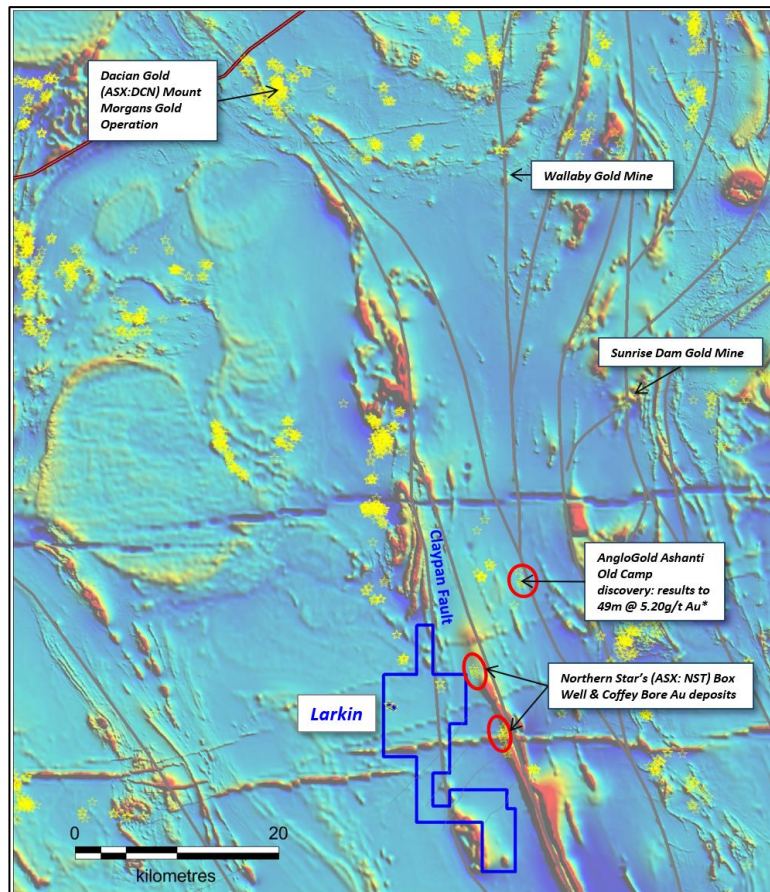 Dacian Gold
(ASX:DCN) Mount
Morgans Gold
Operation
Wallaby Gold Mine
Sunrise Dam Gold Mine
Claypan Fault
AngloGold Ashanti
Old Camp
discovery: results to
49m @ 5.20g/t Au*
Northern Star's (ASX: NST) Box
Well & Coffey Bore Au deposits
Larkin
0 20
kilometres